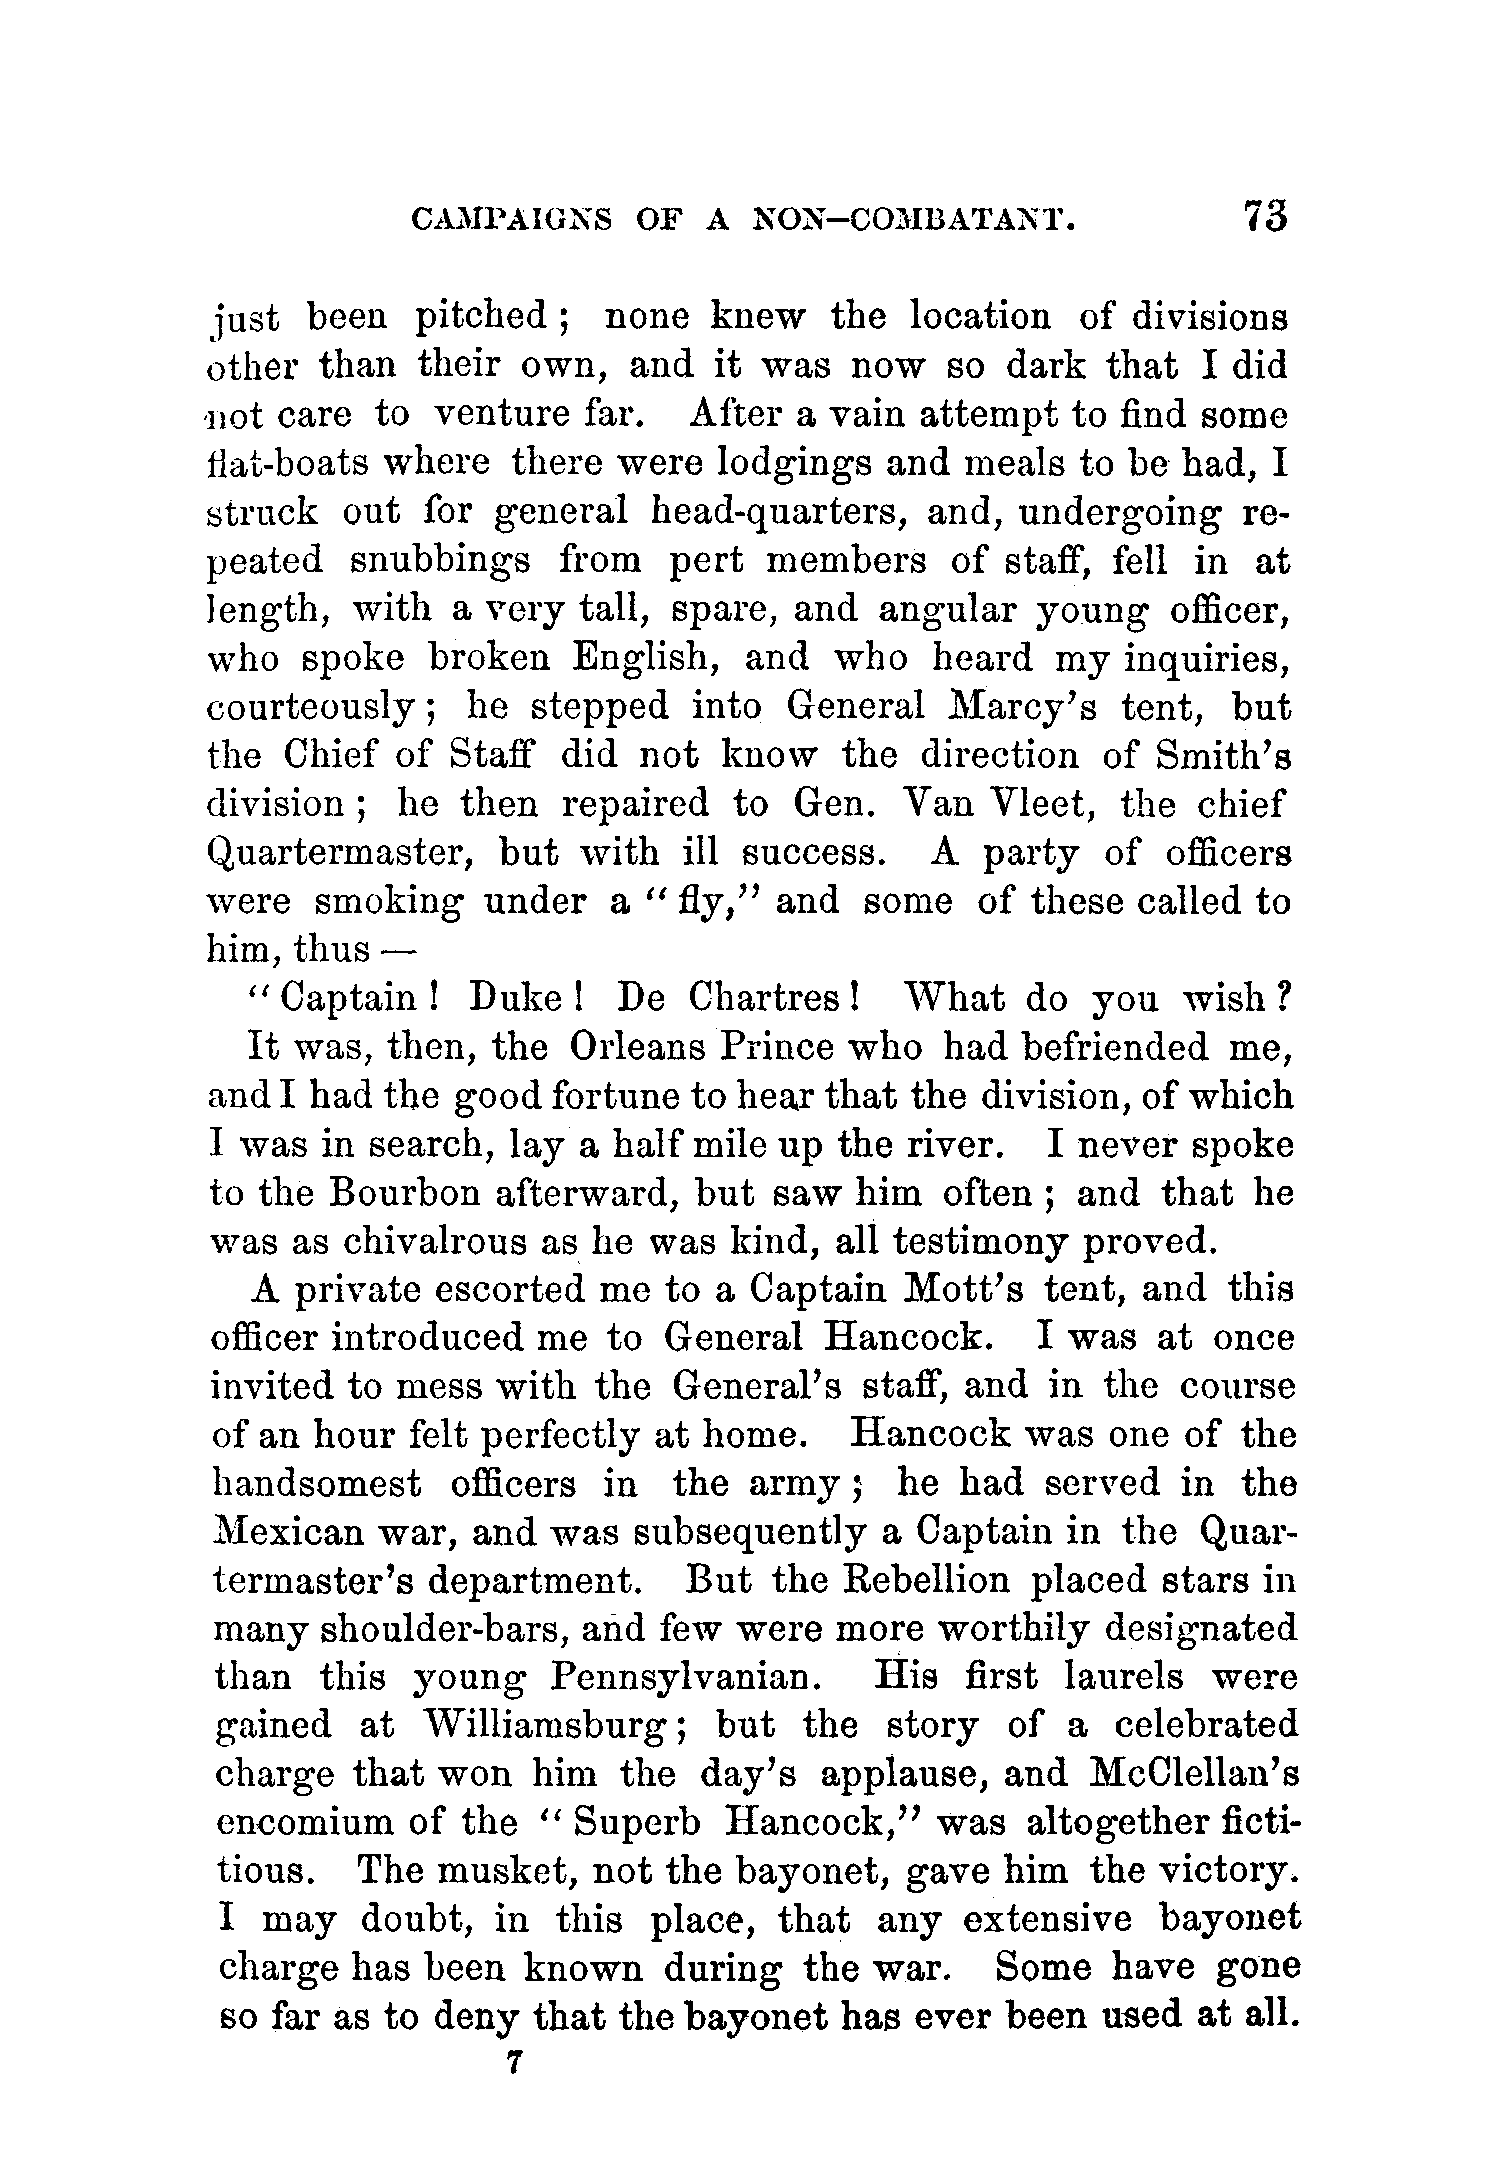 CAMPAIGNS OF A NON-COMBATANT. 73
just been pitched; none knew the location of divisions
other than their own, and it was now so dark that I did
not care to venture far. After a vain attempt to find some
flat-boats where there were lodgings and meals to be had, I
struck out for general head-quarters, and, undergoing re-
peated snubbings from pert members of staff, fell in at
length, with a very tall, spare, and angular young officer,
who spoke broken English, and who heard my inquiries,
courteously; he stepped into General Marcy's tent, but
the Chief of Staff did not know the direction of Smith's
division; he then repaired to Gen. Van Vleet, the chief
Quartermaster, but with ill success. A party of officers
were smoking under a "fly," and some of these called to
him, thus —
"Captain! Duke! De Chartres! What do you wish?
It was, then, the Orleans Prince who had befriended me,
and I had the good fortune to hear that the division, of which
I was in search, lay a half mile up the river. I never spoke
to the Bourbon afterward, but saw him often; and that he
was as chivalrous as he was kind, all testimony proved.
A private escorted me to a Captain Mott's tent, and this
officer introduced me to General Hancock. I was at once
invited to mess with the General's staff, and in the course
of an hour felt perfectly at home. Hancock was one of the
handsomest officers in the army; he had served in the
Mexican war, and was subsequently a Captain in the Quar-
termaster's department. But the Rebellion placed stars in
many shoulder-bars, and few were more worthily designated
than this young Pennsylvanian. His first laurels were
gained at Williamsburg; but the story of a celebrated
charge that won him the day's applause, and McClellan's
encomium of the "Superb Hancock," was altogether ficti-
tious. The musket, not the bayonet, gave him the victory.
I may doubt, in this place, that any extensive bayonet
charge has been known during the war. Some have gone
so far as to deny that the bayonet has ever been used at all.
7